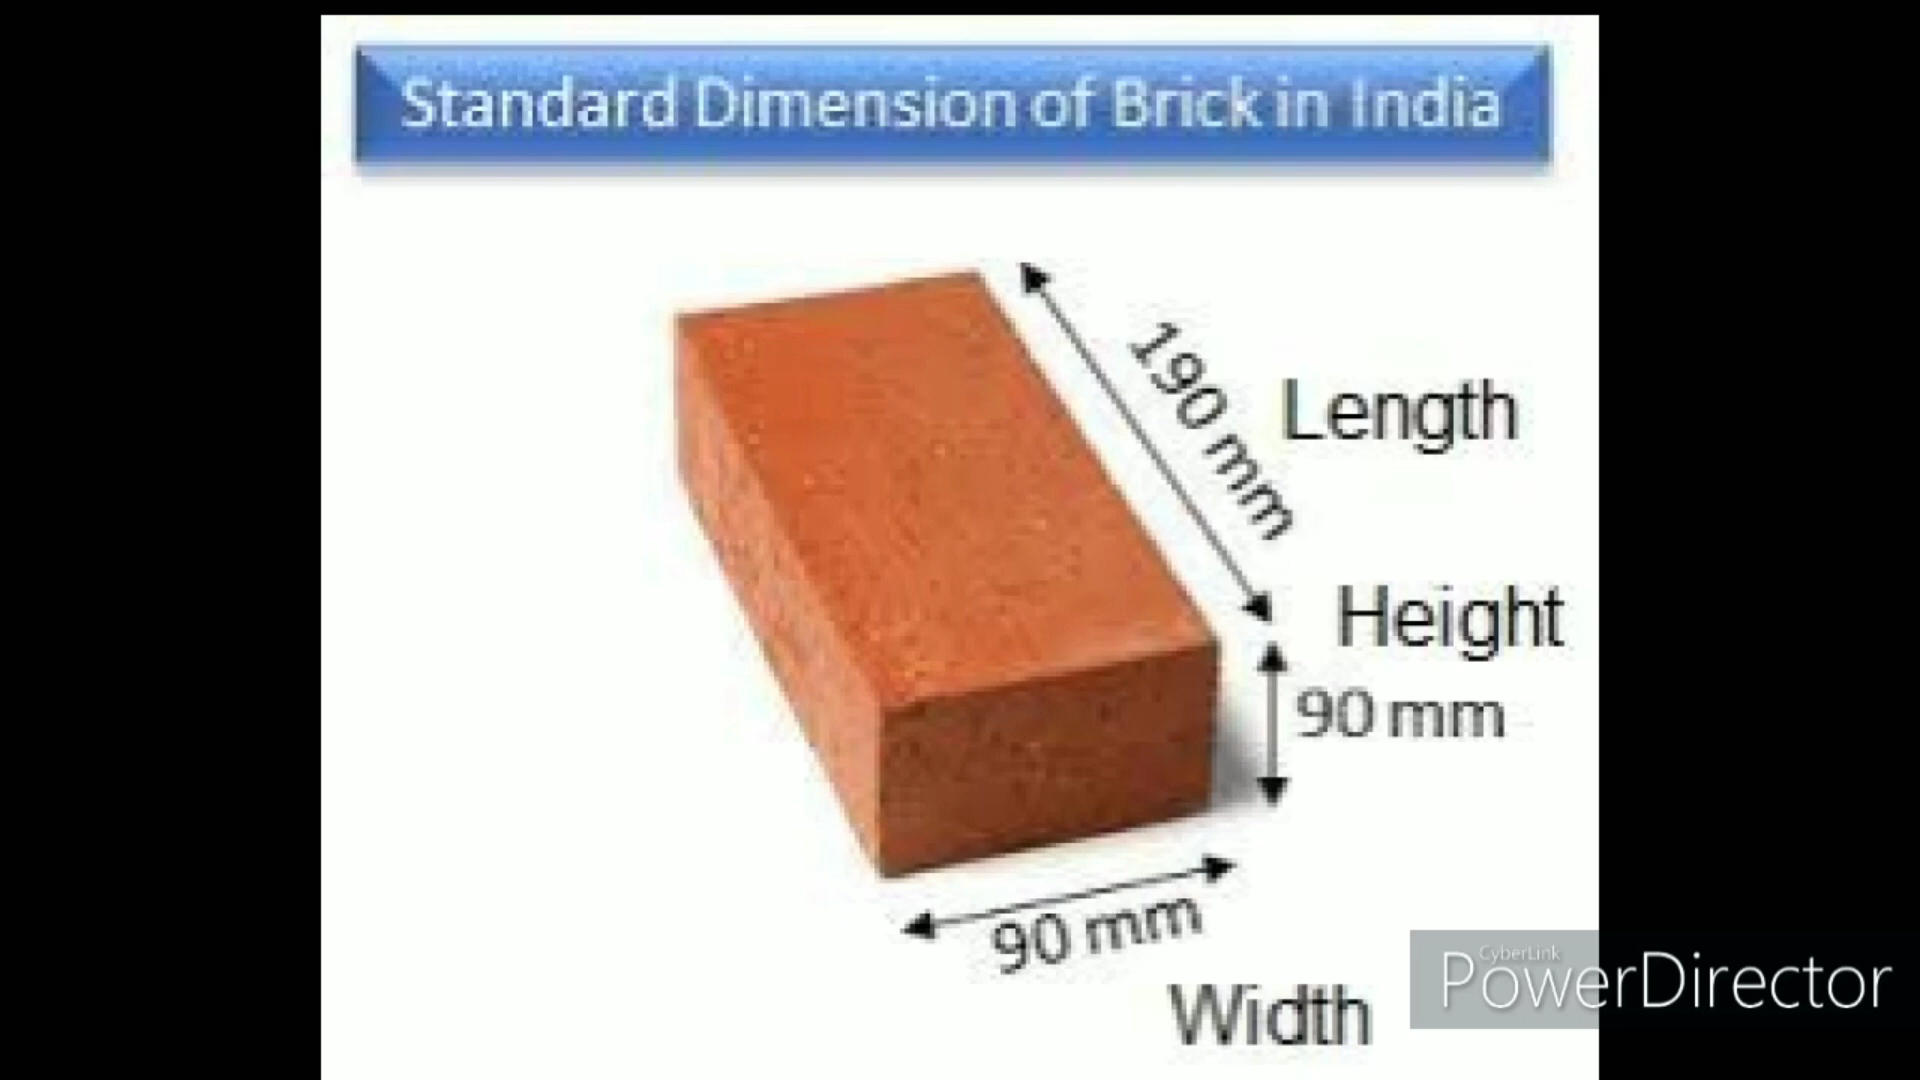 Standard Dimension of Brick in India
190 mm
Length
Height
90 mm
90 mm
Width
CyberLink
PowerDirector